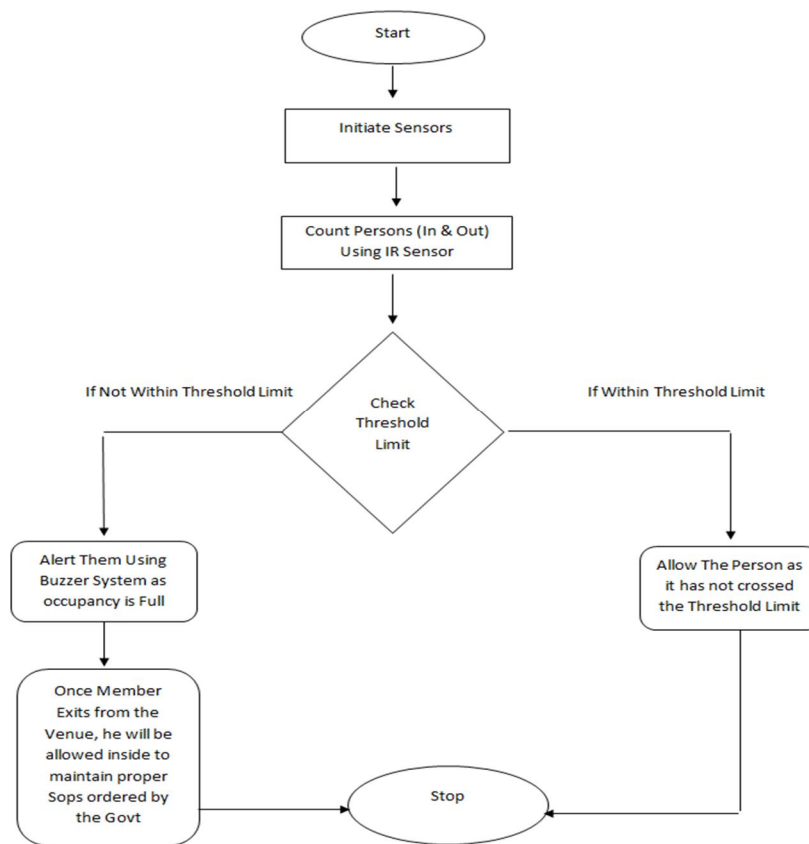 Start
Initiate Sensors
Count Persons (In & Out)
Using IR Sensor
If Not Within Threshold Limit
If Within Threshold Limit
Check
Threshold
Limit
Alert Them Using
Buzzer System as
occupancy is Full
Allow The Person as
it has not crossed
the Threshold Limit
Once Member
Exits from the
Venue, he will be
allowed inside to
maintain proper
Sops ordered by
the Govt
Stop